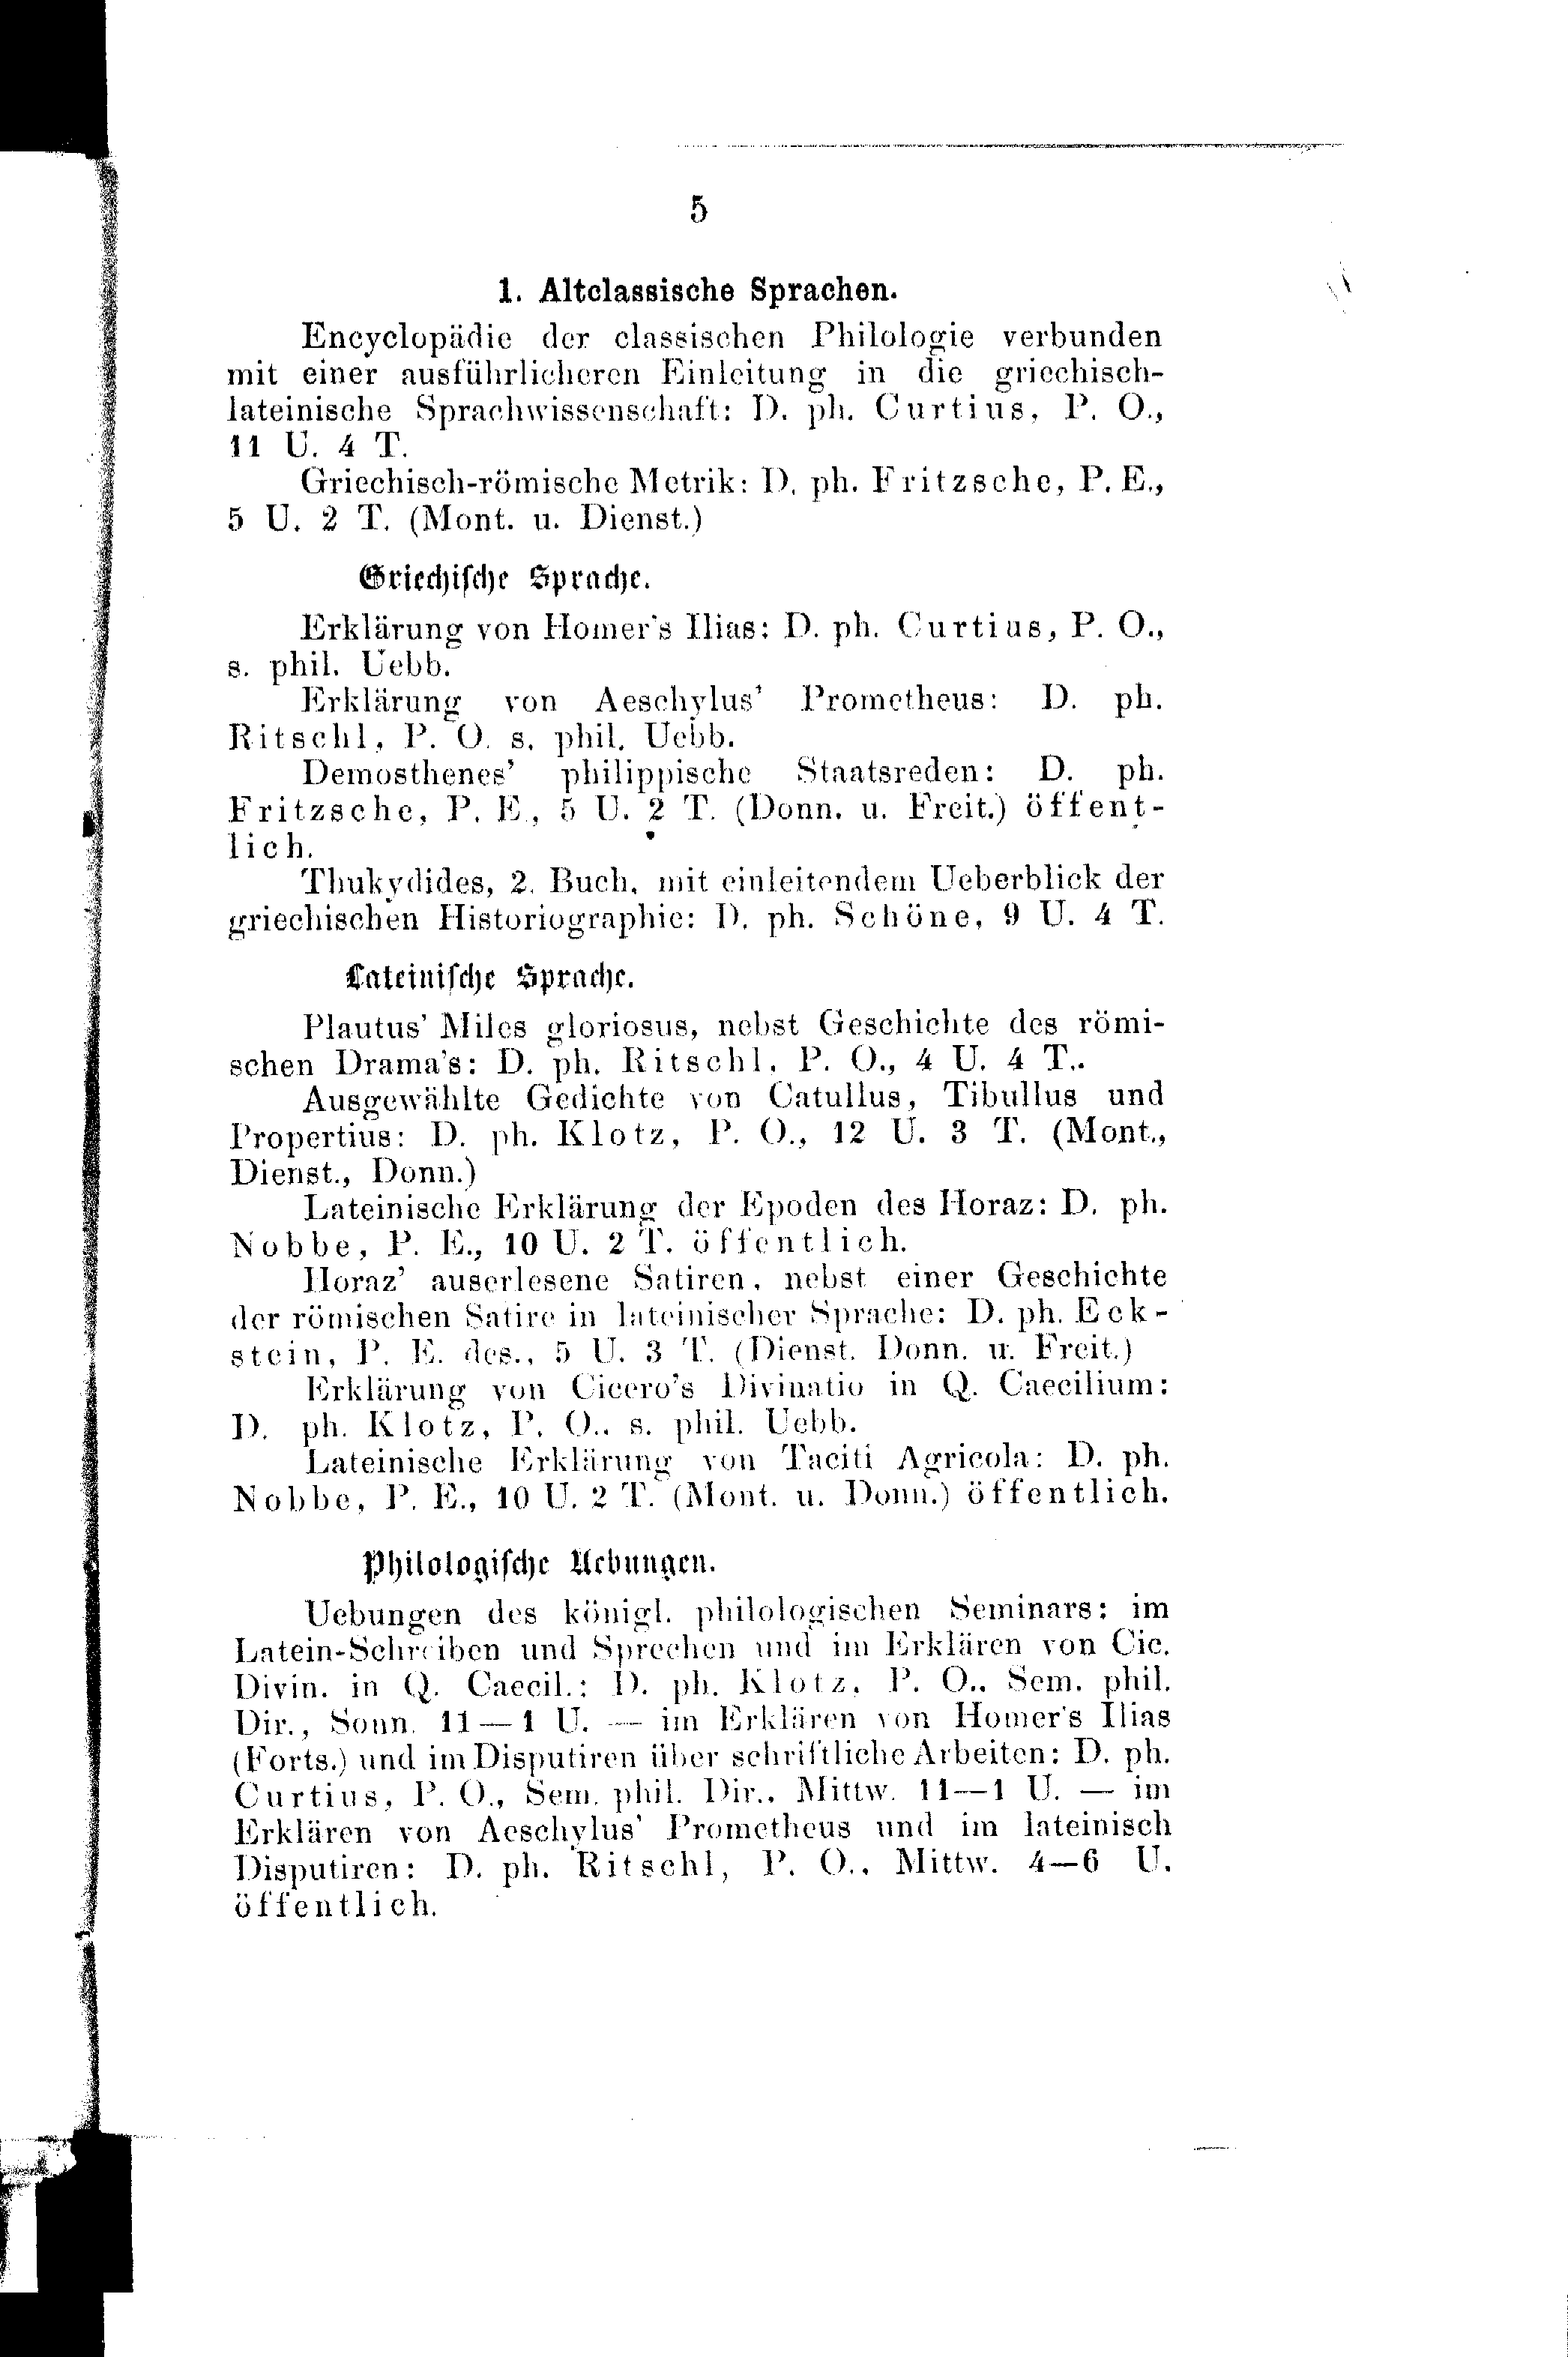 5
1. Altclassische Sprachen.
Encyclopädie der classischen Philologie verbunden
mit einer ausführlicheren Einleitung in die griechisch-
lateinische Sprachwissenschaft: D. ph. Curtius, P. O.,
11 U. 4 T.
Griechisch-römische Metrik: D. ph. Fritzsche, P. E.,
5 U. 2 T. (Mont. u. Dienst.)
Griechische Sprache.
Erklärung von Homer's Ilias: D. ph. Curtius, P. O.,
s. phil. Uebb.
Erklärung von Aeschylus' Prometheus: D. ph.
Ritschl, P. O. s. phil. Uebb.
Demosthenes' philippische Staatsreden: D. ph.
Fritzsche, P. E., 5 U. 2 T. (Donn. u. Freit.) öffent-
lich.
Thukydides, 2. Buch, mit einleitendem Ueberblick der
griechischen Historiographie: D. ph. Schöne, 9 U. 4 T.
Lateinische Sprache.
Plautus' Miles gloriosus, nebst Geschichte des römi-
schen Drama's: D. ph. Ritschl, P. O., 4 U. 4 T..
Ausgewählte Gedichte von Catullus, Tibullus und
Propertius: D. ph. Klotz, P. O., 12 U. 3 T. (Mont.,
Dienst., Donn.)
Lateinische Erklärung der Epoden des Horaz: D. ph.
Nobbe, P. E., 10 U. 2 T. öffentlich.
Horaz' auserlesene Satiren, nebst einer Geschichte
der römischen Satire in lateinischer Sprache: D. ph. Eck-
stein, P. E. des., 5 U. 3 T. (Dienst. Donn. u. Freit.)
Erklärung von Cicero's Divinatio in Q. Caecilium:
D. ph. Klotz, P. O., s. phil. Uebb.
Lateinische Erklärung von Taciti Agricola: D. ph.
Nobbe, P. E., 10 U. 2 T. (Mont. u. Donn.) öffentlich.
Philologische Uebungen.
Uebungen des königl. philologischen Seminars: im
Latein-Schreiben und Sprechen und im Erklären von Cic.
Divin. in Q. Caecil.: D. ph. Klotz, P. O., Sem. phil.
Dir., Sonn. 11—1 U. — im Erklären von Homer's Ilias
(Forts.) und im Disputiren über schriftliche Arbeiten: D. ph.
Curtius, P. O., Sem. phil. Dir., Mittw. 11—1 U. — im
Erklären von Aeschylus' Prometheus und im lateinisch
Disputiren: D. ph. Ritschl, P. O., Mittw. 4—6 U.
öffentlich.